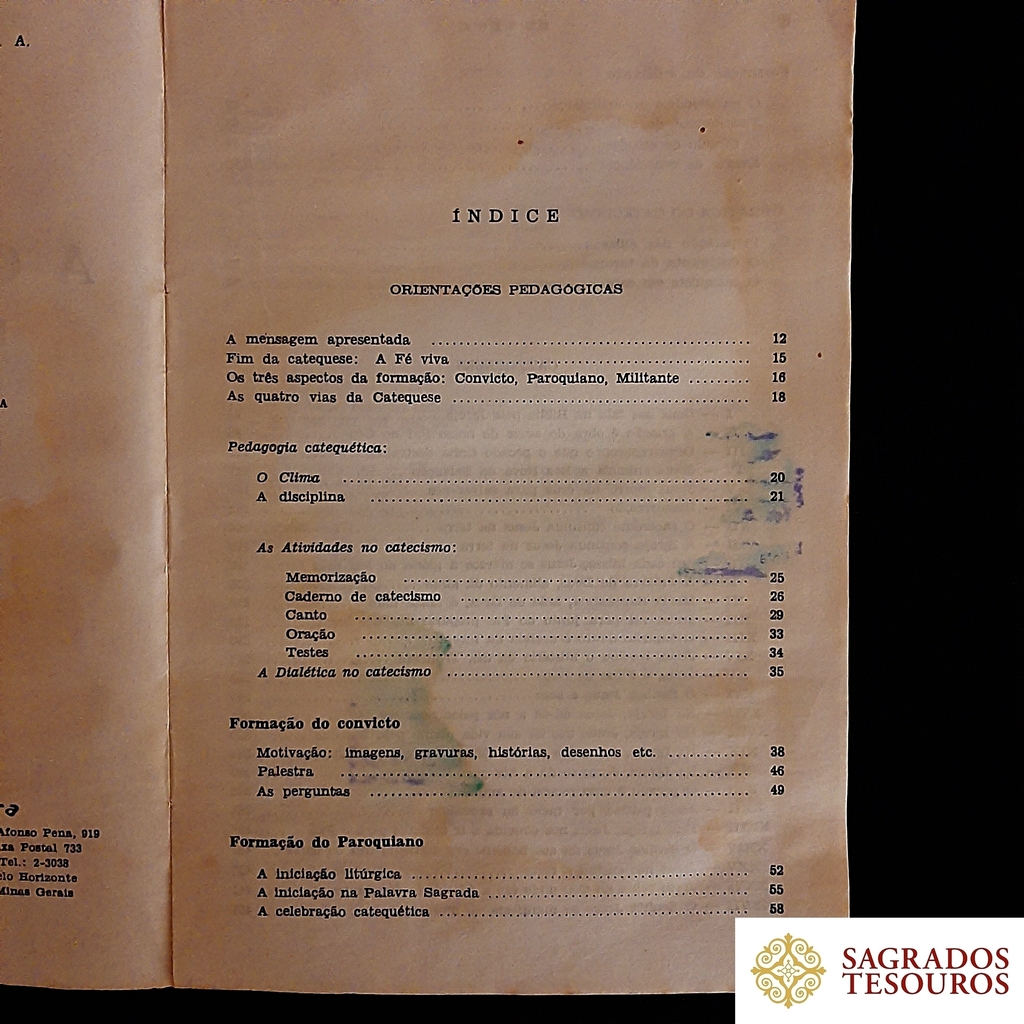 . A.
A
Afonso Pena, 919
xa Postal 733
Tel.: 2-3038
elo Horizonte
Minas Gerais
ÍNDICE
ORIENTAÇÕES PEDAGÓGICAS
A mensagem apresentada .......... 12
Fim da catequese: A Fé viva .......... 15
Os três aspectos da formação: Convicto, Paroquiano, Militante ......... 16
As quatro vias da Catequese .......... 18
Pedagogia catequética:
O Clima .......... 20
A disciplina .......... 21
As Atividades no catecismo:
Memorização .......... 25
Caderno de catecismo .......... 26
Canto .......... 29
Oração .......... 33
Testes .......... 34
A Dialética no catecismo .......... 35
Formação do convicto
Motivação: imagens, gravuras, histórias, desenhos etc. .......... 38
Palestra .......... 46
As perguntas .......... 49
Formação do Paroquiano
A iniciação litúrgica .......... 52
A iniciação na Palavra Sagrada .......... 55
A celebração catequética .......... 58
SAGRADOS
TESOUROS